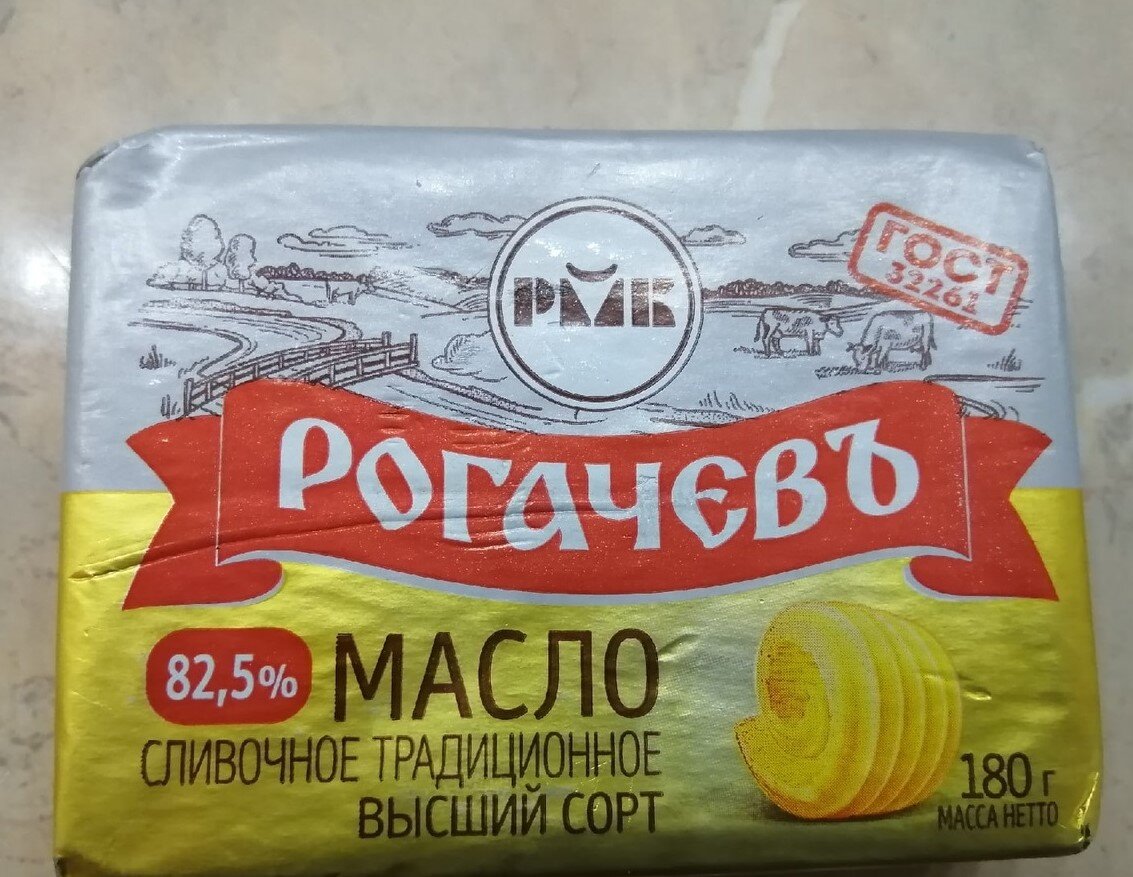 РМК
ГОСТ
32261
РОГАЧЕВЪ
82,5% МАСЛО
СЛИВОЧНОЕ ТРАДИЦИОННОЕ
ВЫСШИЙ СОРТ
180 г
МАССА НЕТТО